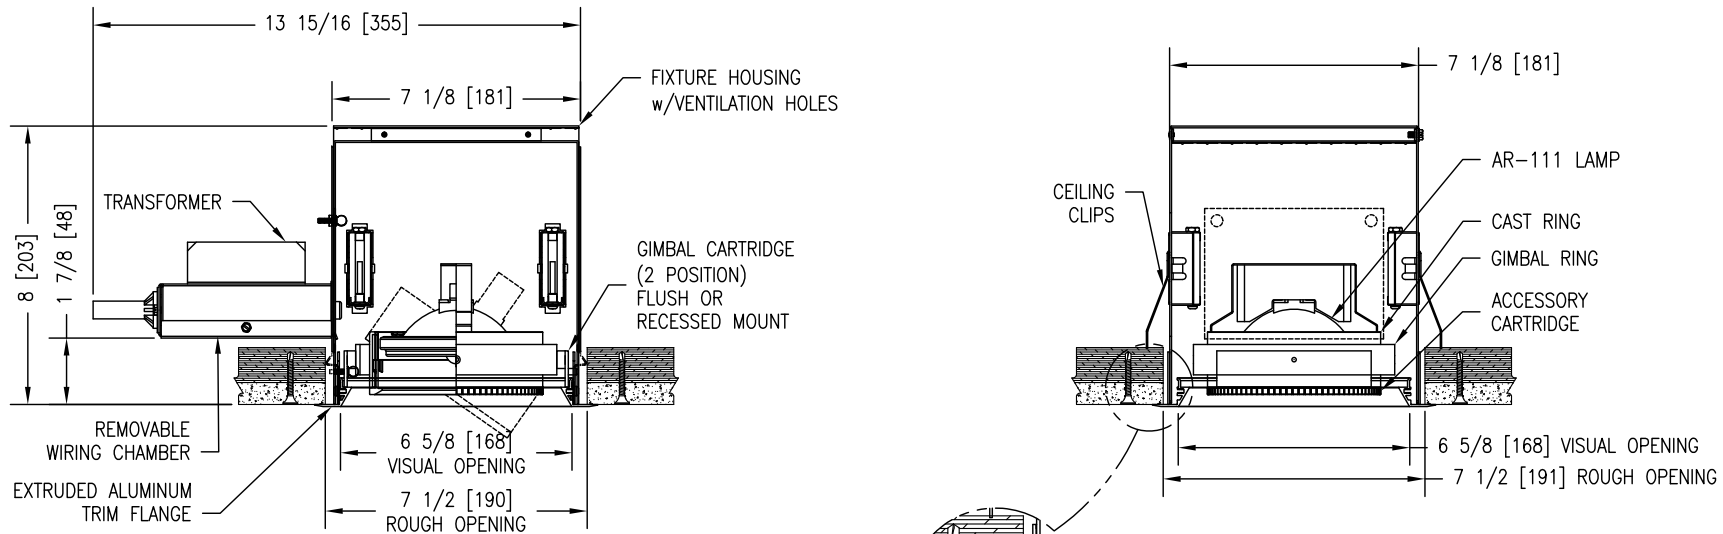 13 15/16 [355]
7 1/8 [181]
FIXTURE HOUSING
w/VENTILATION HOLES
8 [203]
1 7/8 [48]
TRANSFORMER
GIMBAL CARTRIDGE
(2 POSITION)
FLUSH OR
RECESSED MOUNT
REMOVABLE
WIRING CHAMBER
EXTRUDED ALUMINUM
TRIM FLANGE
6 5/8 [168]
VISUAL OPENING
7 1/2 [190]
ROUGH OPENING
7 1/8 [181]
AR-111 LAMP
CEILING
CLIPS
CAST RING
GIMBAL RING
ACCESSORY
CARTRIDGE
6 5/8 [168] VISUAL OPENING
7 1/2 [191] ROUGH OPENING